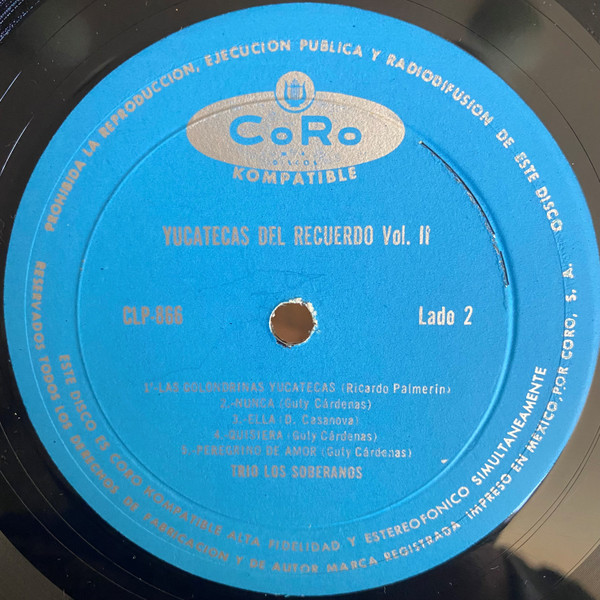 PROHIBIDA LA REPRODUCCION, EJECUCION PUBLICA Y RADIODIFUSION DE ESTE DISCO
CoRo
KOMPATIBLE
YUCATECAS DEL RECUERDO Vol. II
CLP-866
Lado 2
1-LAS GOLONDRINAS YUCATECAS (Ricardo Palmerín)
2.-NUNCA (Guty Cárdenas)
3.-ELLA (D. Casanova)
4.-QUISIERA (Guty Cárdenas)
5.-PEREGRINO DE AMOR (Guty Cárdenas)
TRIO LOS SOBERANOS
RESERVADOS TODOS LOS DERECHOS DE FABRICACION Y DE AUTOR MARCA REGISTRADA IMPRESO EN MEXICO, POR CORO, S. A.
ESTE DISCO ES CORO KOMPATIBLE ALTA FIDELIDAD Y ESTEREOFONICO SIMULTANEAMENTE